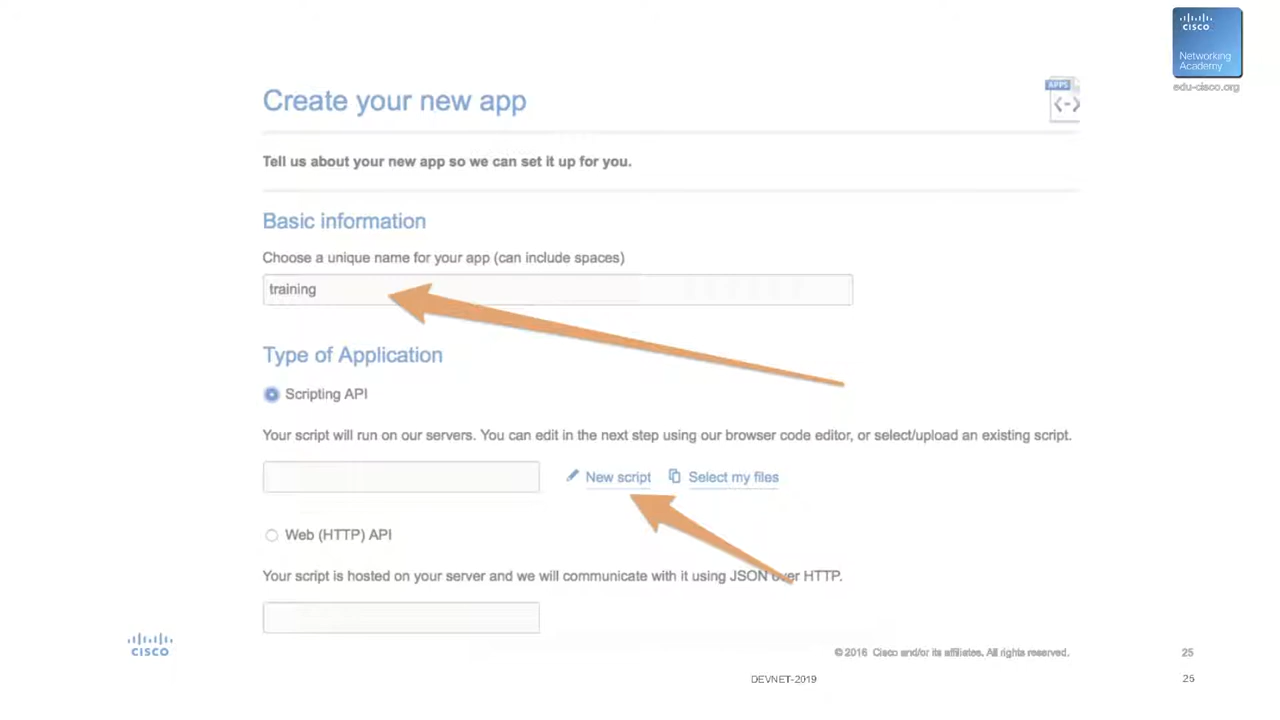 CISCO
Networking
Academy
edu-cisco.org
APPS
Create your new app
Tell us about your new app so we can set it up for you.
Basic information
Choose a unique name for your app (can include spaces)
training
Type of Application
Scripting API
Your script will run on our servers. You can edit in the next step using our browser code editor, or select/upload an existing script.
New script Select my files
Web (HTTP) API
Your script is hosted on your server and we will communicate with it using JSON over HTTP.
CISCO
© 2016 Cisco and/or its affiliates. All rights reserved. 25
DEVNET-2019 25